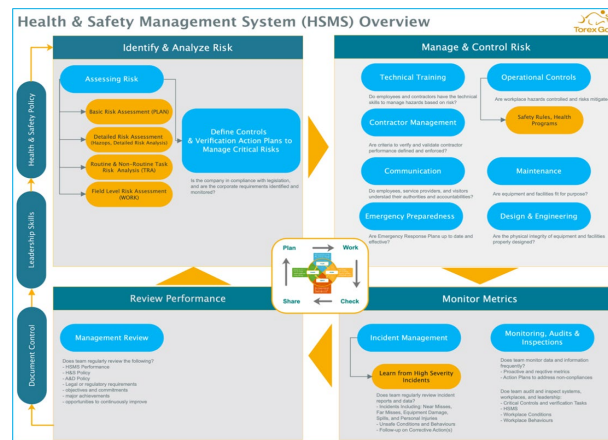 Health & Safety Management System (HSMS) Overview
Torex Go
Health & Safety Policy
Leadership Skills
Document Control
Identify & Analyze Risk
Assessing Risk
Basic Risk Assessment (PLAN)
Detailed Risk Assessment
(Hazops, Detailed Risk Analysis)
Routine & Non-Routine Task
Risk Analysis (TRA)
Field Level Risk Assessment
(WORK)
Define Controls
& Verification Action Plans to
Manage Critical Risks
Is the company in compliance with legislation,
and are the corporate requirements identified and
monitored?
Manage & Control Risk
Technical Training
Do employees and contractors have the technical
skills to manage hazards based on risk?
Contractor Management
Are criteria to verify and validate contractor
performance defined and enforced?
Communication
Do employees, service providers, and visitors
understand their authorities and accountabilities?
Emergency Preparedness
Are Emergency Response Plans up to date and
effective?
Operational Controls
Are workplace hazards controlled and risks mitigated
Safety Rules, Health
Programs
Maintenance
Are equipment and facilities fit for purpose?
Design & Engineering
Are the physical integrity of equipment and facilities
properly designed?
Plan
Work
Share
Check
Review Performance
Management Review
Does team regularly review the following?
- HSMS Performance
- H&S Policy
- A&D Policy
- Legal or regulatory requirements
- objectives and commitments
- major achievements
- opportunities to continuously improve
Monitor Metrics
Incident Management
Learn from High Severity
Incidents
Does team regularly review incident
reports and data?
- Incidents Including: Near Misses,
Far Misses, Equipment Damage,
Spills, and Personal Injuries
- Unsafe Conditions and Behaviours
- Follow-up on Corrective Action(s)
Monitoring, Audits &
Inspections
Does team monitor data and information
frequently?
- Proactive and reactive metrics
- Action Plans to address non-compliances
Does team audit and inspect systems,
workplaces, and leadership:
- Critical Controls and verification Tasks
- HSMS
- Workplace Conditions
- Workplace Behaviours